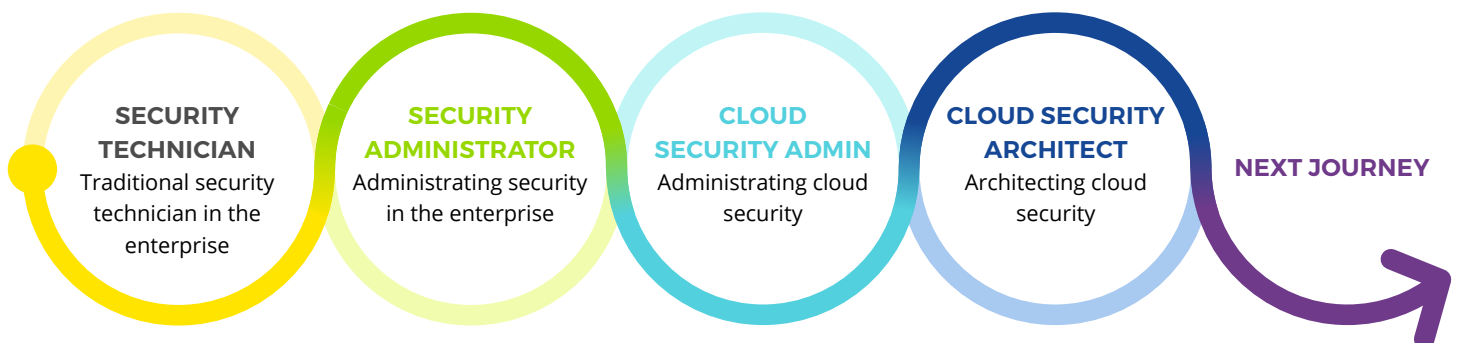 SECURITY
TECHNICIAN
Traditional security
technician in the
enterprise
SECURITY
ADMINISTRATOR
Administrating security
in the enterprise
CLOUD
SECURITY ADMIN
Administrating cloud
security
CLOUD SECURITY
ARCHITECT
Architecting cloud
security
NEXT JOURNEY